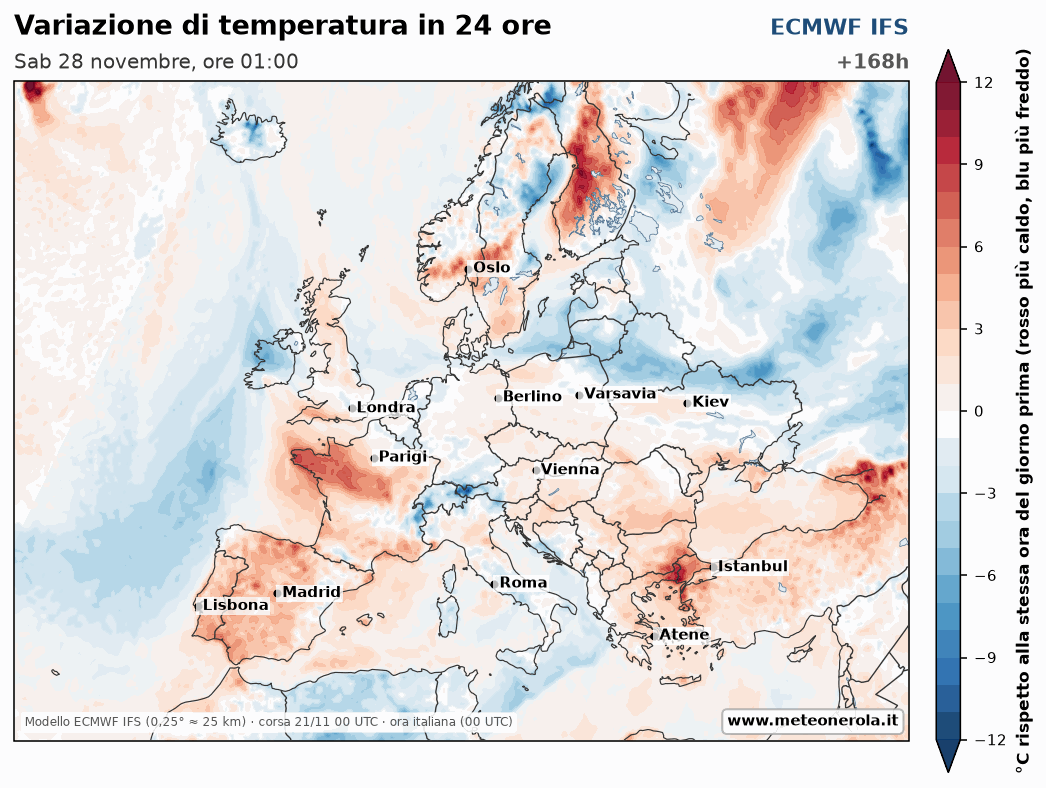 Variazione di temperatura in 24 ore
ECMWF IFS
Sab 28 novembre, ore 01:00
+168h
Oslo
Londra
Berlino
Varsavia
Kiev
Parigi
Vienna
Istanbul
Roma
Madrid
Lisbona
Atene
Modello ECMWF IFS (0,25° ≈ 25 km) · corsa 21/11 00 UTC · ora italiana (00 UTC)
www.meteonerola.it
12
9
6
3
0
−3
−6
−9
−12
°C rispetto alla stessa ora del giorno prima (rosso più caldo, blu più freddo)